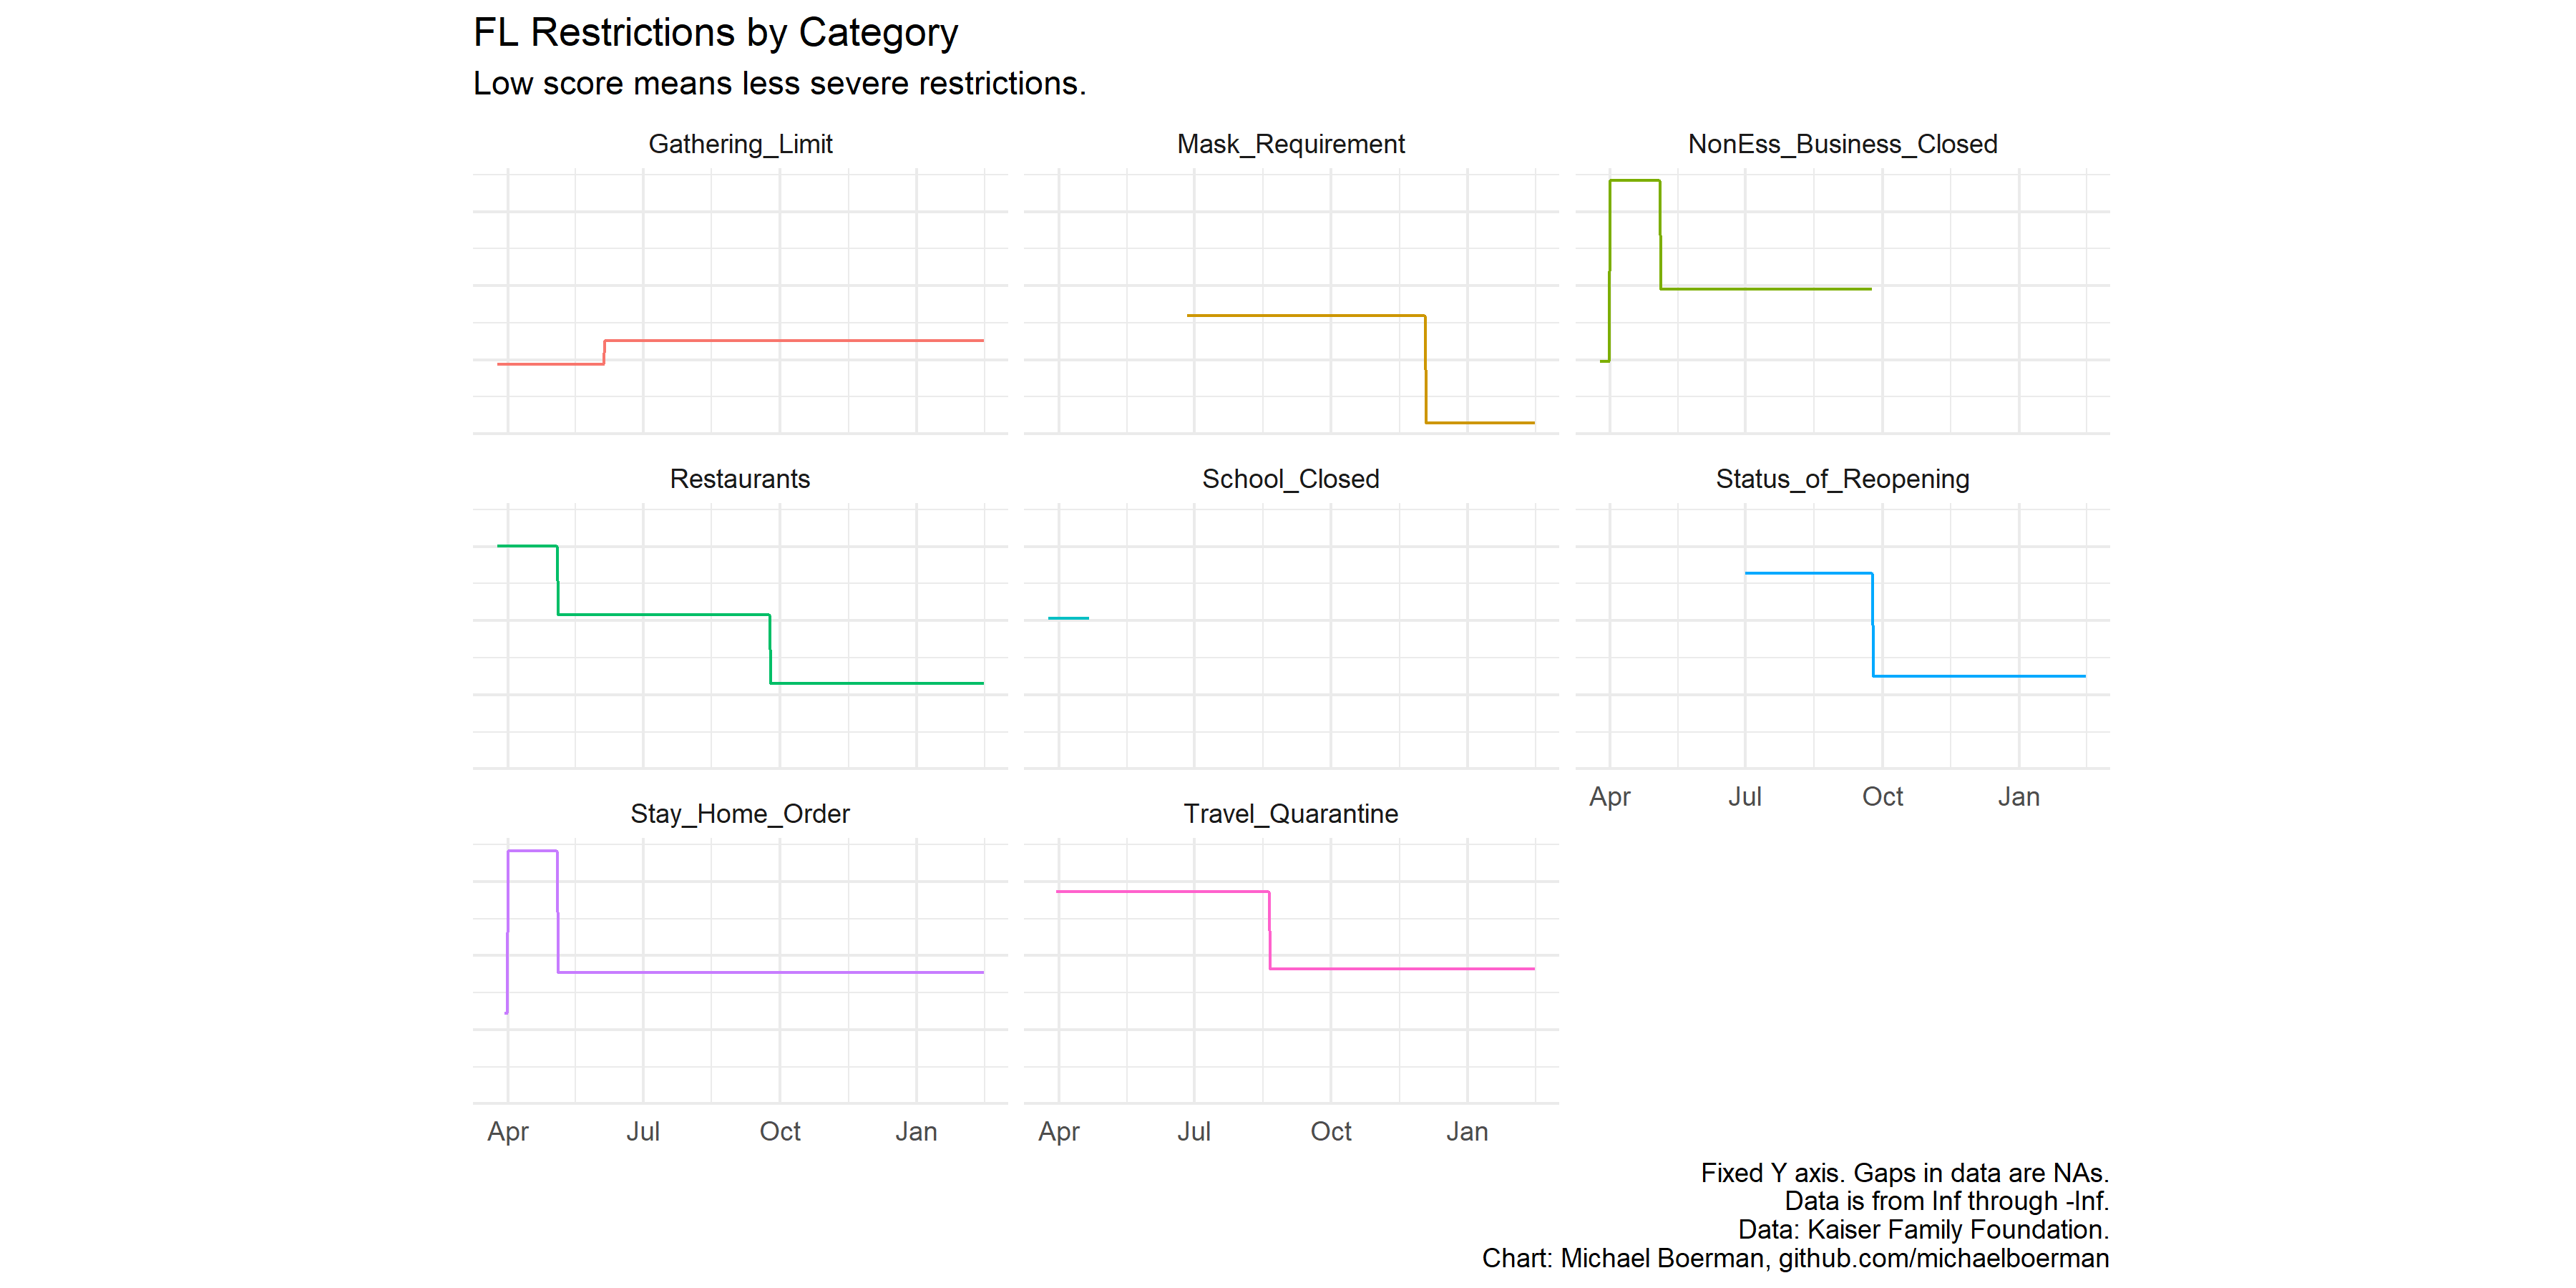 FL Restrictions by Category
Low score means less severe restrictions.
Gathering_Limit
Mask_Requirement
NonEss_Business_Closed
Restaurants
School_Closed
Status_of_Reopening
Apr Jul Oct Jan
Stay_Home_Order
Travel_Quarantine
Apr Jul Oct Jan
Apr Jul Oct Jan
Fixed Y axis. Gaps in data are NAs.
Data is from Inf through -Inf.
Data: Kaiser Family Foundation.
Chart: Michael Boerman, github.com/michaelboerman